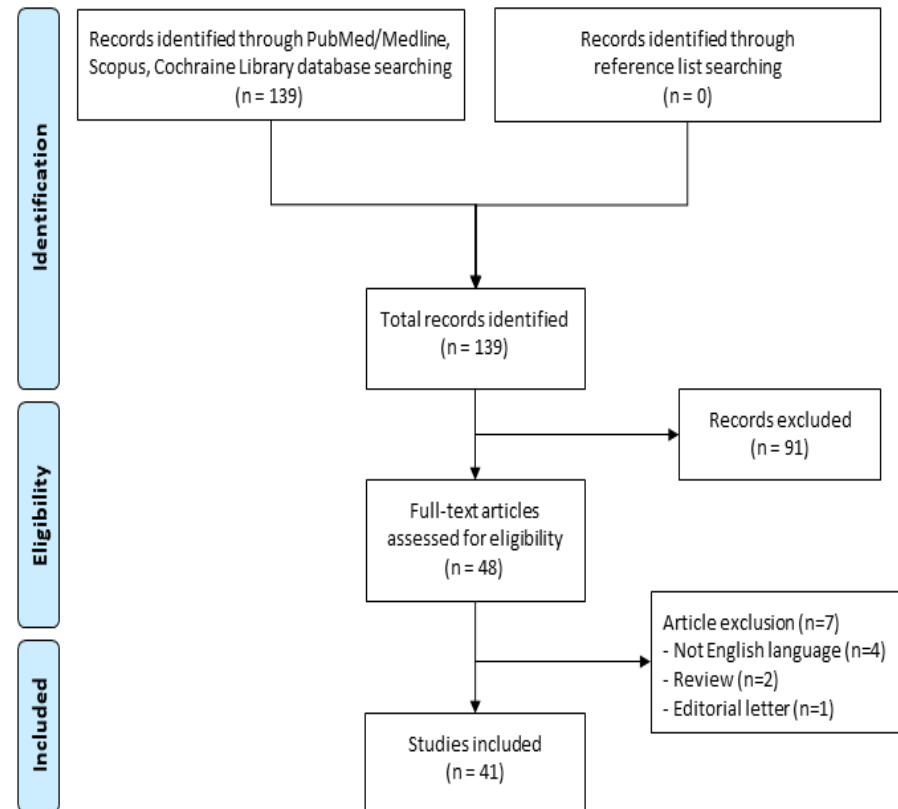 Records identified through PubMed/Medline,
Scopus, Cochraine Library database searching
(n = 139)
Records identified through
reference list searching
(n = 0)
Identification
Total records identified
(n = 139)
Records excluded
(n = 91)
Eligibility
Full-text articles
assessed for eligibility
(n = 48)
Article exclusion (n=7)
- Not English language (n=4)
- Review (n=2)
- Editorial letter (n=1)
Included
Studies included
(n = 41)